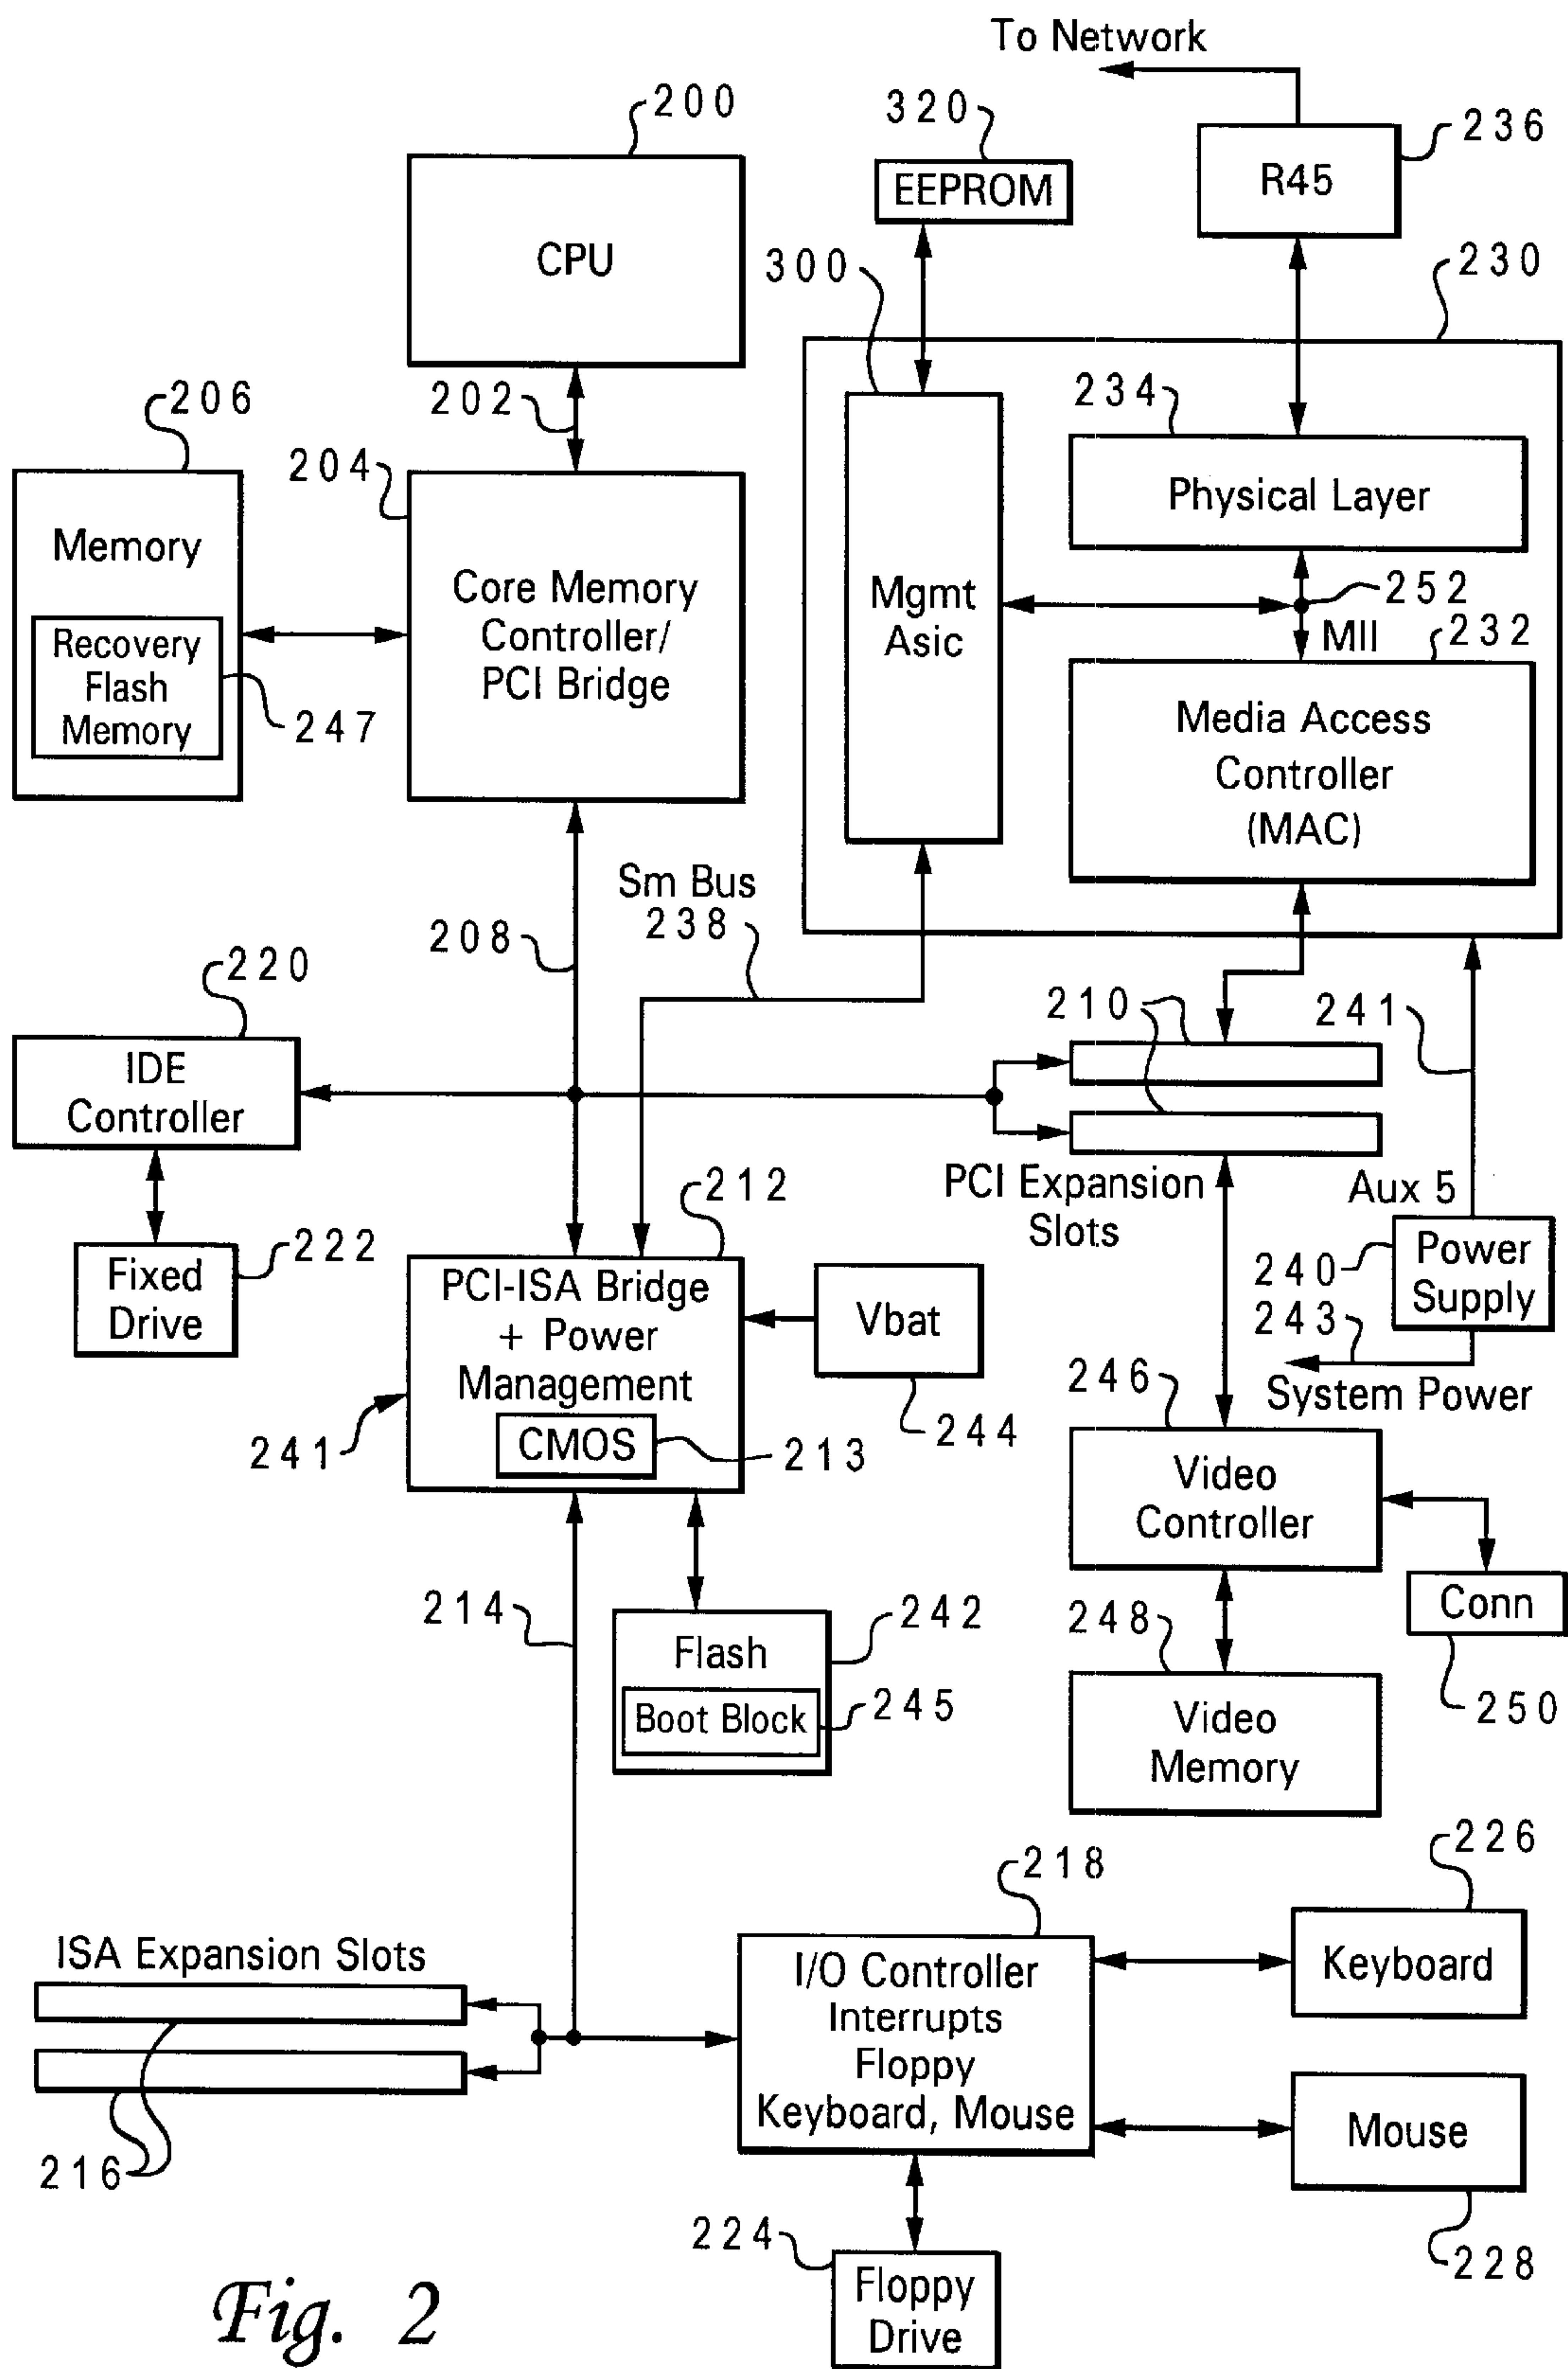 To Network
200
320
236
CPU
EEPROM
R45
300
230
206
202
234
204
Physical Layer
Memory
Core Memory
Controller/
PCI Bridge
Mgmt
Asic
252
MII
232
Recovery
Flash
Memory
247
Media Access
Controller
(MAC)
Sm Bus
238
208
220
210
241
IDE
Controller
PCI Expansion
Slots
Aux 5
212
222
Fixed
Drive
PCI-ISA Bridge
+ Power
Management
CMOS
213
241
Vbat
244
240
Power
Supply
243
System Power
246
Video
Controller
Conn
250
214
242
Flash
Boot Block
245
248
Video
Memory
218
226
ISA Expansion Slots
216
I/O Controller
Interrupts
Floppy
Keyboard, Mouse
Keyboard
Mouse
228
224
Floppy
Drive
Fig. 2